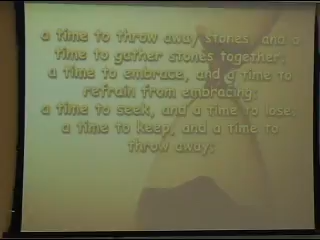 a time to throw away stones, and a
time to gather stones together;
a time to embrace, and a time to
refrain from embracing;
a time to seek, and a time to lose;
a time to keep, and a time to
throw away;